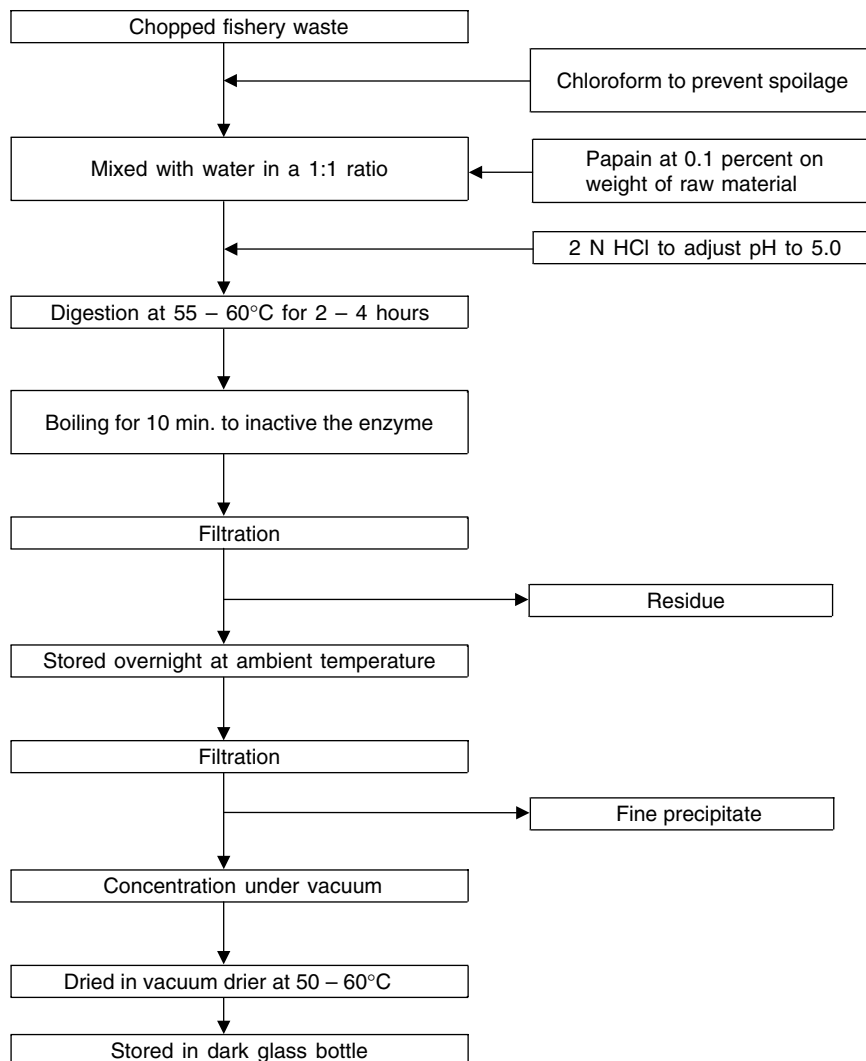 Chopped fishery waste
Chloroform to prevent spoilage
Mixed with water in a 1:1 ratio
Papain at 0.1 percent on
weight of raw material
2 N HCl to adjust pH to 5.0
Digestion at 55 – 60°C for 2 – 4 hours
Boiling for 10 min. to inactive the enzyme
Filtration
Residue
Stored overnight at ambient temperature
Filtration
Fine precipitate
Concentration under vacuum
Dried in vacuum drier at 50 – 60°C
Stored in dark glass bottle